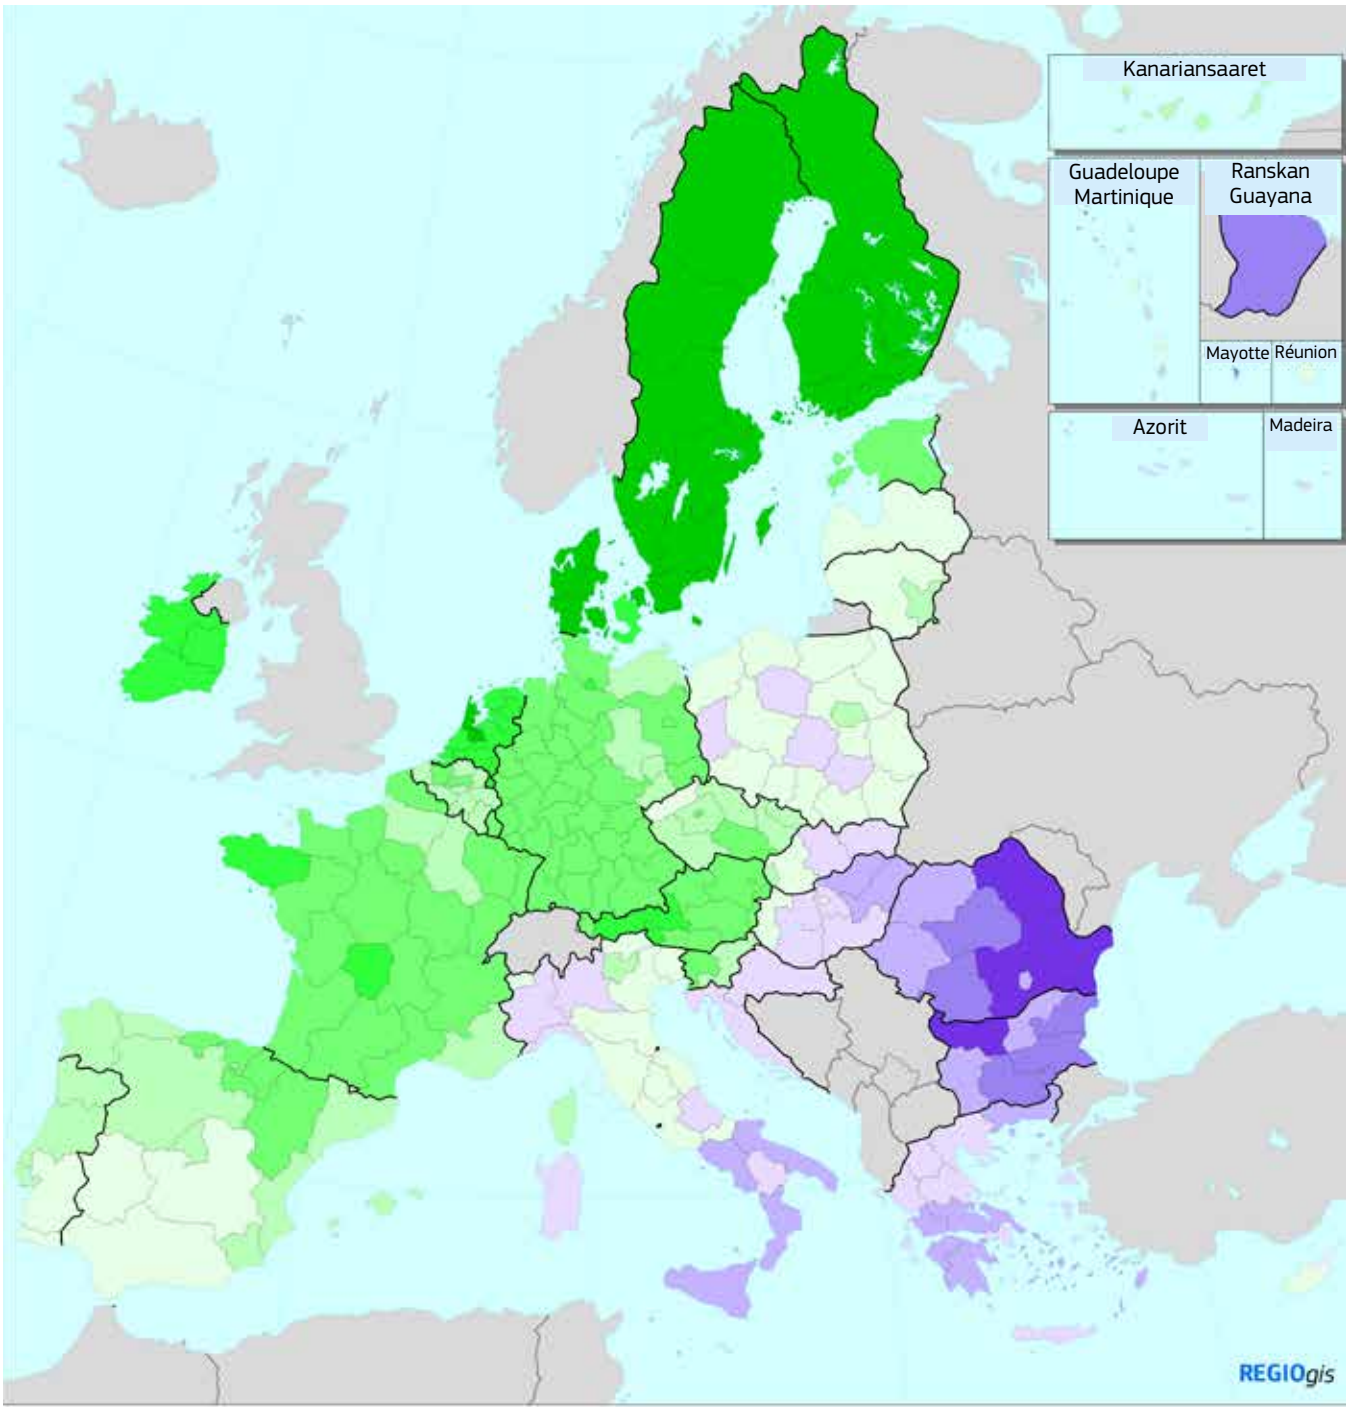 Kanariansaaret
Guadeloupe
Martinique
Ranskan
Guayana
Mayotte
Réunion
Azorit
Madeira
REGIOgis